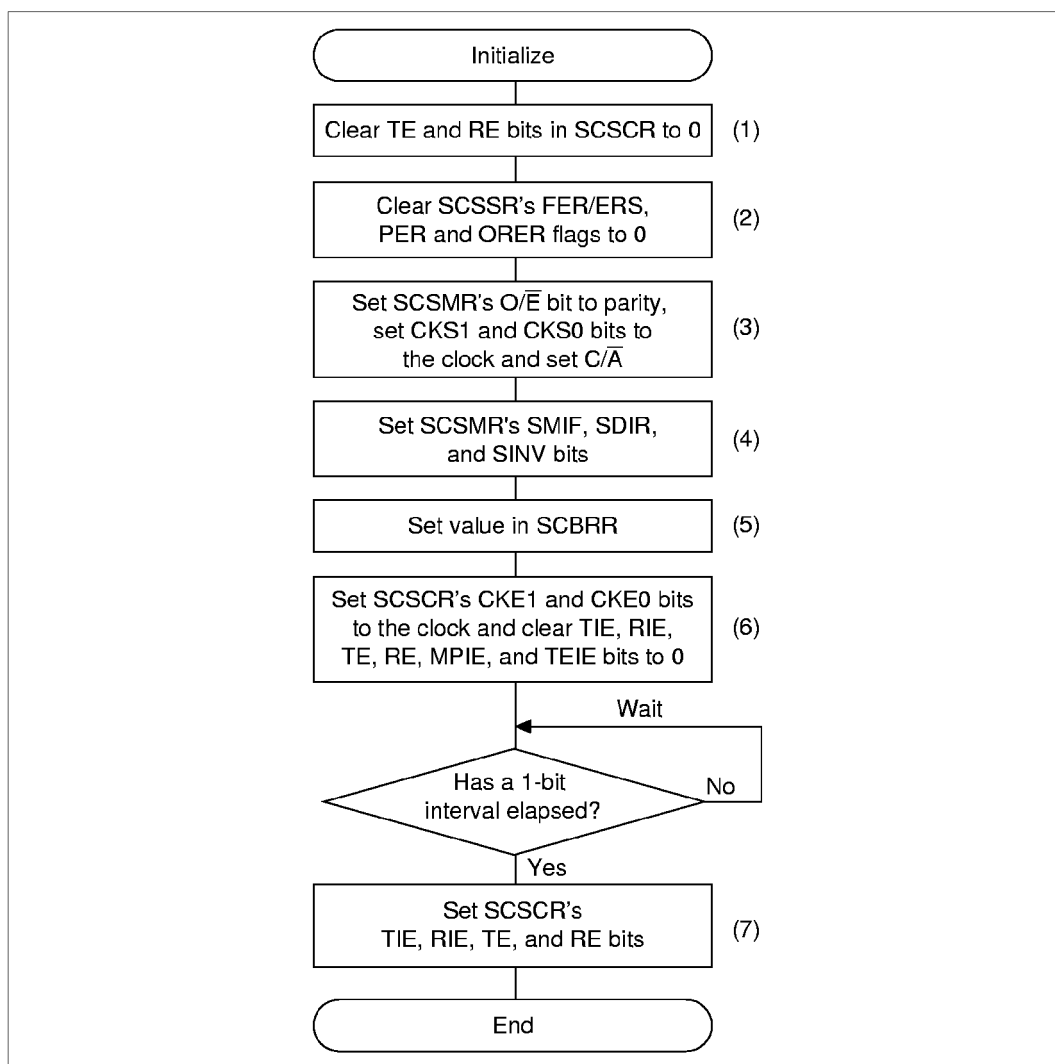 Initialize
Clear TE and RE bits in SCSCR to 0
(1)
Clear SCSSR's FER/ERS,
PER and ORER flags to 0
(2)
Set SCSMR's O/E̅ bit to parity,
set CKS1 and CKS0 bits to
the clock and set C/A̅
(3)
Set SCSMR's SMIF, SDIR,
and SINV bits
(4)
Set value in SCBRR
(5)
Set SCSCR's CKE1 and CKE0 bits
to the clock and clear TIE, RIE,
TE, RE, MPIE, and TEIE bits to 0
(6)
Wait
Has a 1-bit
interval elapsed?
No
Yes
Set SCSCR's
TIE, RIE, TE, and RE bits
(7)
End